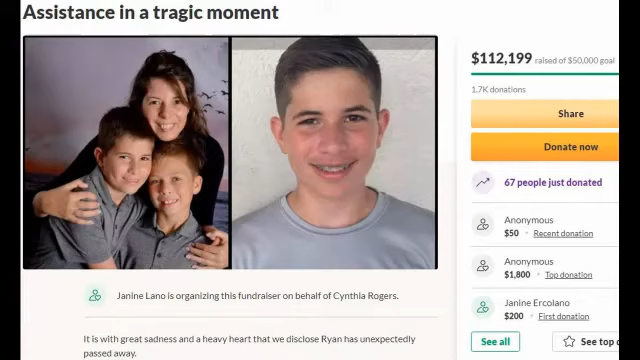 Assistance in a tragic moment
$112,199 raised of $50,000 goal
1.7K donations
Share
Donate now
67 people just donated
Anonymous
$50 • Recent donation
Anonymous
$1,800 • Top donation
Janine Ercolano
$200 • First donation
See all
See top d
Janine Lano is organizing this fundraiser on behalf of Cynthia Rogers.
It is with great sadness and a heavy heart that we disclose Ryan has unexpectedly
passed away.